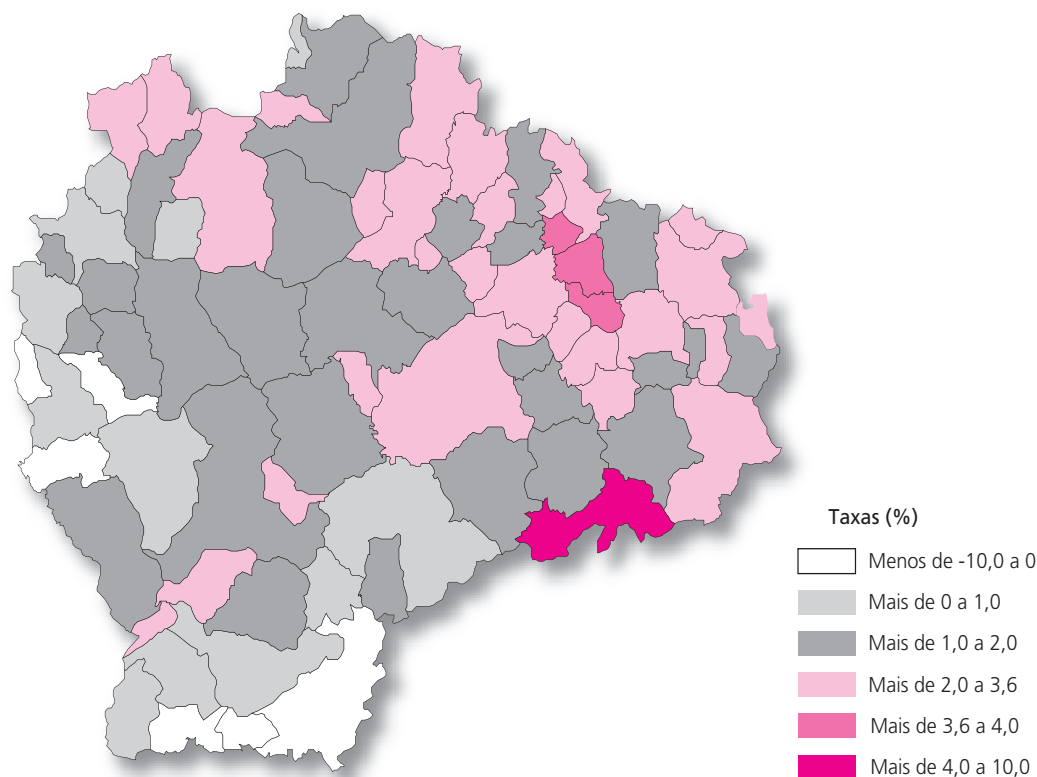 Taxas (%)
Menos de -10,0 a 0
Mais de 0 a 1,0
Mais de 1,0 a 2,0
Mais de 2,0 a 3,6
Mais de 3,6 a 4,0
Mais de 4,0 a 10,0